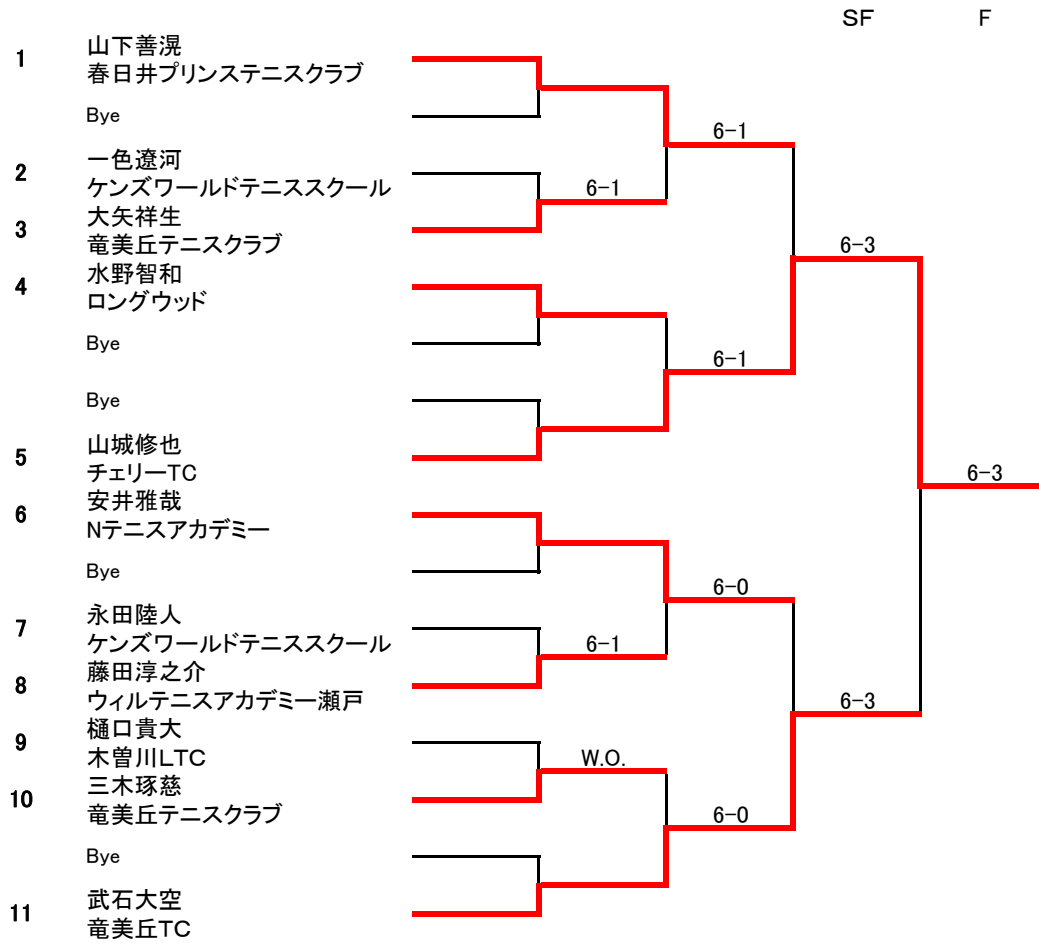 SF F
1 山下善滉
春日井プリンステニスクラブ
Bye
6-1
2 一色遼河
ケンズワールドテニススクール
6-1
3 大矢祥生
竜美丘テニスクラブ
6-3
4 水野智和
ロングウッド
Bye
6-1
Bye
5 山城修也
チェリーTC
6-3
6 安井雅哉
Nテニスアカデミー
Bye
6-0
7 永田陸人
ケンズワールドテニススクール
6-1
8 藤田淳之介
ウィルテニスアカデミー瀬戸
6-3
9 樋口貴大
木曽川LTC
W.O.
10 三木琢慈
竜美丘テニスクラブ
6-0
Bye
11 武石大空
竜美丘TC